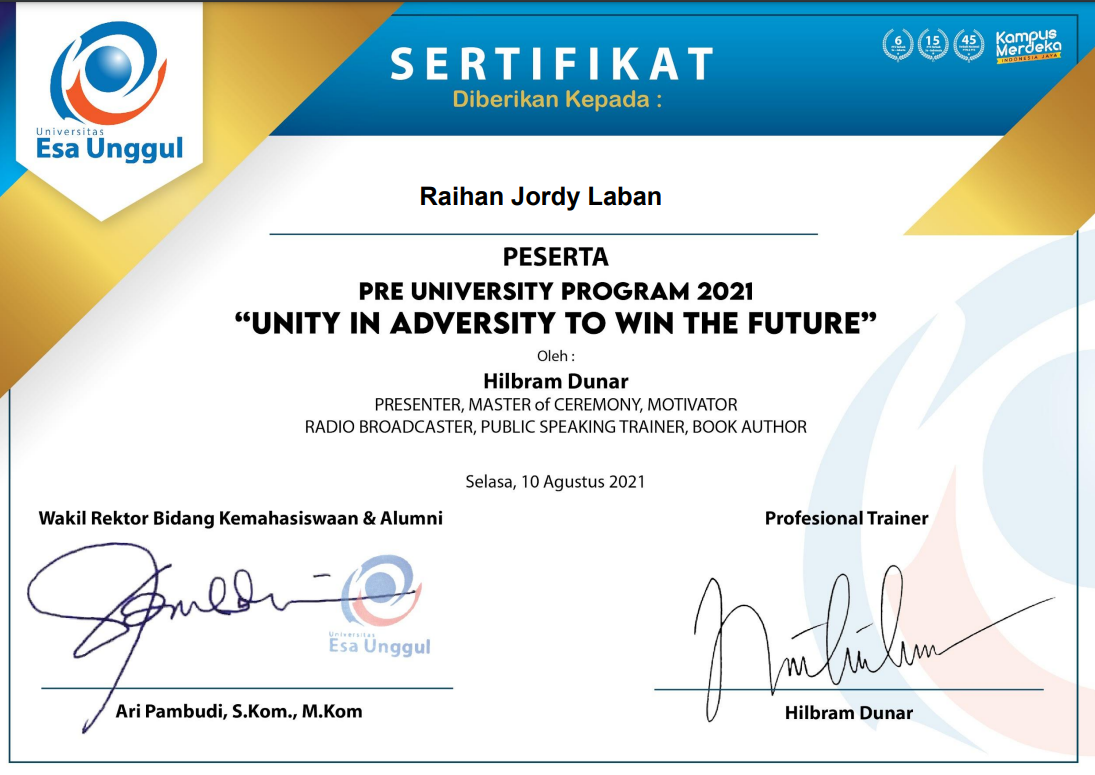 Universitas
Esa Unggul
SERTIFIKAT
Diberikan Kepada :
6
15
45
Kampus
Merdeka
INDONESIA JAYA
Raihan Jordy Laban
PESERTA
PRE UNIVERSITY PROGRAM 2021
“UNITY IN ADVERSITY TO WIN THE FUTURE”
Oleh :
Hilbram Dunar
PRESENTER, MASTER of CEREMONY, MOTIVATOR
RADIO BROADCASTER, PUBLIC SPEAKING TRAINER, BOOK AUTHOR
Selasa, 10 Agustus 2021
Wakil Rektor Bidang Kemahasiswaan & Alumni
Profesional Trainer
Universitas
Esa Unggul
Ari Pambudi, S.Kom., M.Kom
Hilbram Dunar